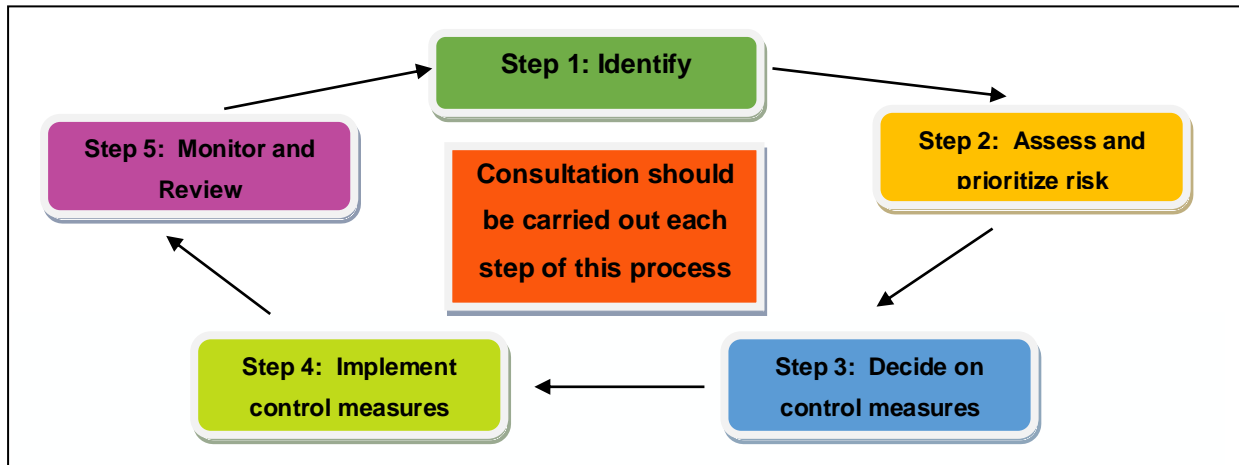 Step 1: Identify
Step 2: Assess and
prioritize risk
Step 5: Monitor and
Review
Consultation should
be carried out each
step of this process
Step 3: Decide on
control measures
Step 4: Implement
control measures